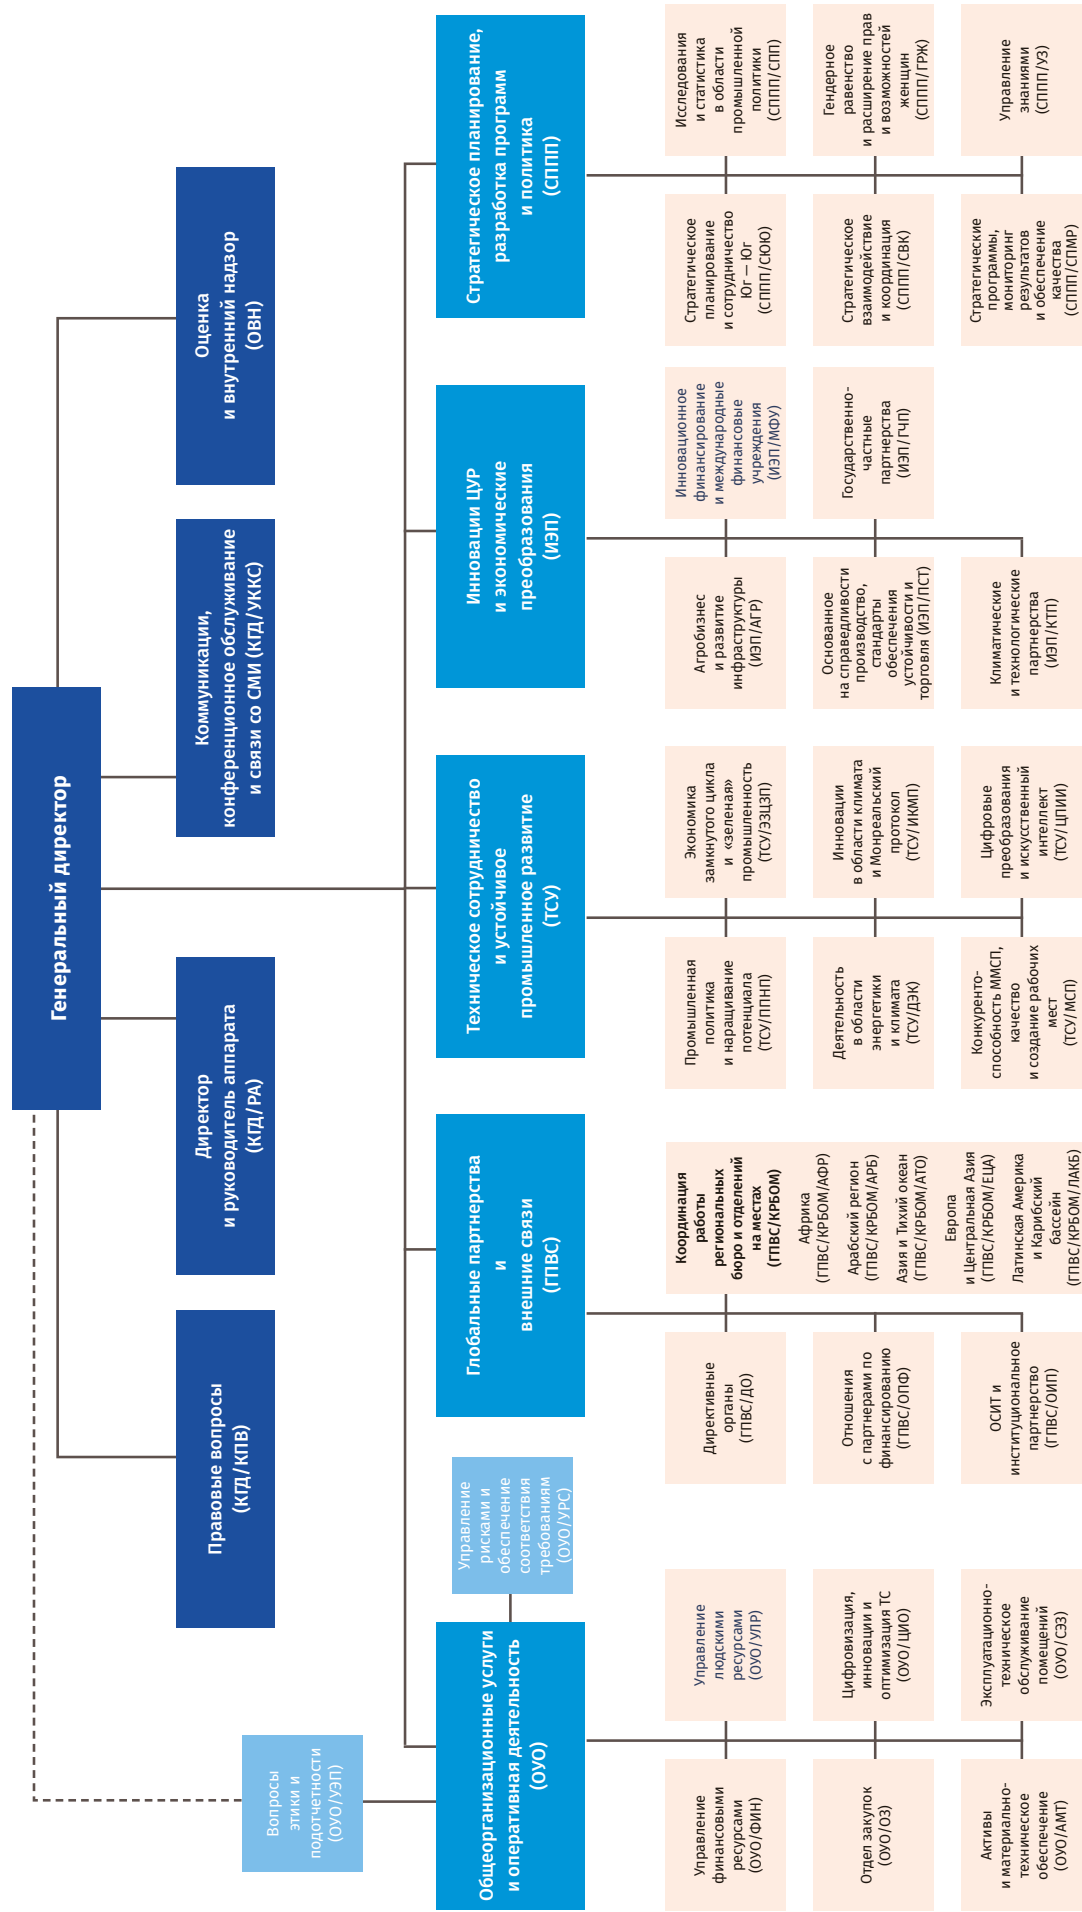 Генеральный директор
Правовые вопросы
(КГД/КПВ)
Директор
и руководитель аппарата
(КГД/РА)
Коммуникации,
конференционное обслуживание
и связи со СМИ (КГД/УККС)
Оценка
и внутренний надзор
(ОВН)
Вопросы
этики и
подотчетности
(ОУО/УЭП)
Общеорганизационные услуги
и оперативная деятельность
(ОУО)
Управление
рисками и
обеспечение
соответствия
требованиям
(ОУО/УРС)
Глобальные партнерства
и
внешние связи
(ГПВС)
Техническое сотрудничество
и устойчивое
промышленное развитие
(ТСУ)
Инновации ЦУР
и экономические
преобразования
(ИЭП)
Стратегическое планирование,
разработка программ
и политика
(СППП)
Управление
финансовыми
ресурсами
(ОУО/ФИН)
Управление
людскими
ресурсами
(ОУО/УЛР)
Отдел закупок
(ОУО/ОЗ)
Цифровизация,
инновации и
оптимизация ТС
(ОУО/ЦИО)
Активы
и материально-
техническое
обеспечение
(ОУО/АМТ)
Эксплуатационно-
техническое
обслуживание
помещений
(ОУО/СЭЗ)
Директивные
органы
(ГПВС/ДО)
Отношения
с партнерами по
финансированию
(ГПВС/ОПФ)
ОСИТ и
институциональное
партнерство
(ГПВС/ОИП)
Координация
работы
региональных
бюро и отделений
на местах
(ГПВС/КРБОМ)
Африка
(ГПВС/КРБОМ/АФР)
Арабский регион
(ГПВС/КРБОМ/АРБ)
Азия и Тихий океан
(ГПВС/КРБОМ/АТО)
Европа
и Центральная Азия
(ГПВС/КРБОМ/ЕЦА)
Латинская Америка
и Карибский
бассейн
(ГПВС/КРБОМ/ЛАКБ)
Промышленная
политика
и наращивание
потенциала
(ТСУ/ППНП)
Экономика
замкнутого цикла
и «зеленая»
промышленность
(ТСУ/ЭЗЦЗП)
Деятельность
в области
энергетики
и климата
(ТСУ/ДЭК)
Инновации
в области климата
и Монреальский
протокол
(ТСУ/ИКМП)
Конкуренто-
способность ММСП,
качество
и создание рабочих
мест
(ТСУ/МСП)
Цифровые
преобразования
и искусственный
интеллект
(ТСУ/ЦПИИ)
Агробизнес
и развитие
инфраструктуры
(ИЭП/АГР)
Инновационное
финансирование
и международные
финансовые
учреждения
(ИЭП/МФУ)
Основанное
на справедливости
производство,
стандарты
обеспечения
устойчивости и
торговля (ИЭП/ПСТ)
Государственно-
частные
партнерства
(ИЭП/ГЧП)
Климатические
и технологические
партнерства
(ИЭП/КТП)
Стратегическое
планирование
и сотрудничество
Юг — Юг
(СППП/СЮЮ)
Исследования
и статистика
в области
промышленной
политики
(СППП/СПП)
Стратегическое
взаимодействие
и координация
(СППП/СВК)
Гендерное
равенство
и расширение прав
и возможностей
женщин
(СППП/ГРЖ)
Стратегические
программы,
мониторинг
результатов
и обеспечение
качества
(СППП/СПМР)
Управление
знаниями
(СППП/УЗ)